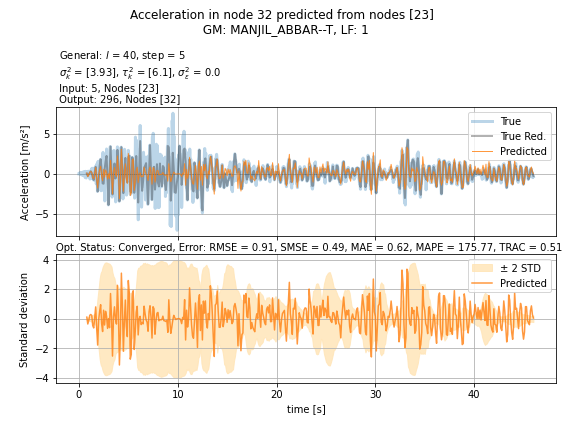 Acceleration in node 32 predicted from nodes [23]
GM: MANJIL_ABBAR--T, LF: 1
General: l = 40, step = 5
σ²ₖ = [3.93], τ²ₖ = [6.1], σ²ε = 0.0
Input: 5, Nodes [23]
Output: 296, Nodes [32]
True
True Red.
Predicted
5
0
−5
Acceleration [m/s²]
Opt. Status: Converged, Error: RMSE = 0.91, SMSE = 0.49, MAE = 0.62, MAPE = 175.77, TRAC = 0.51
± 2 STD
Predicted
4
2
0
−2
−4
Standard deviation
0 10 20 30 40
time [s]